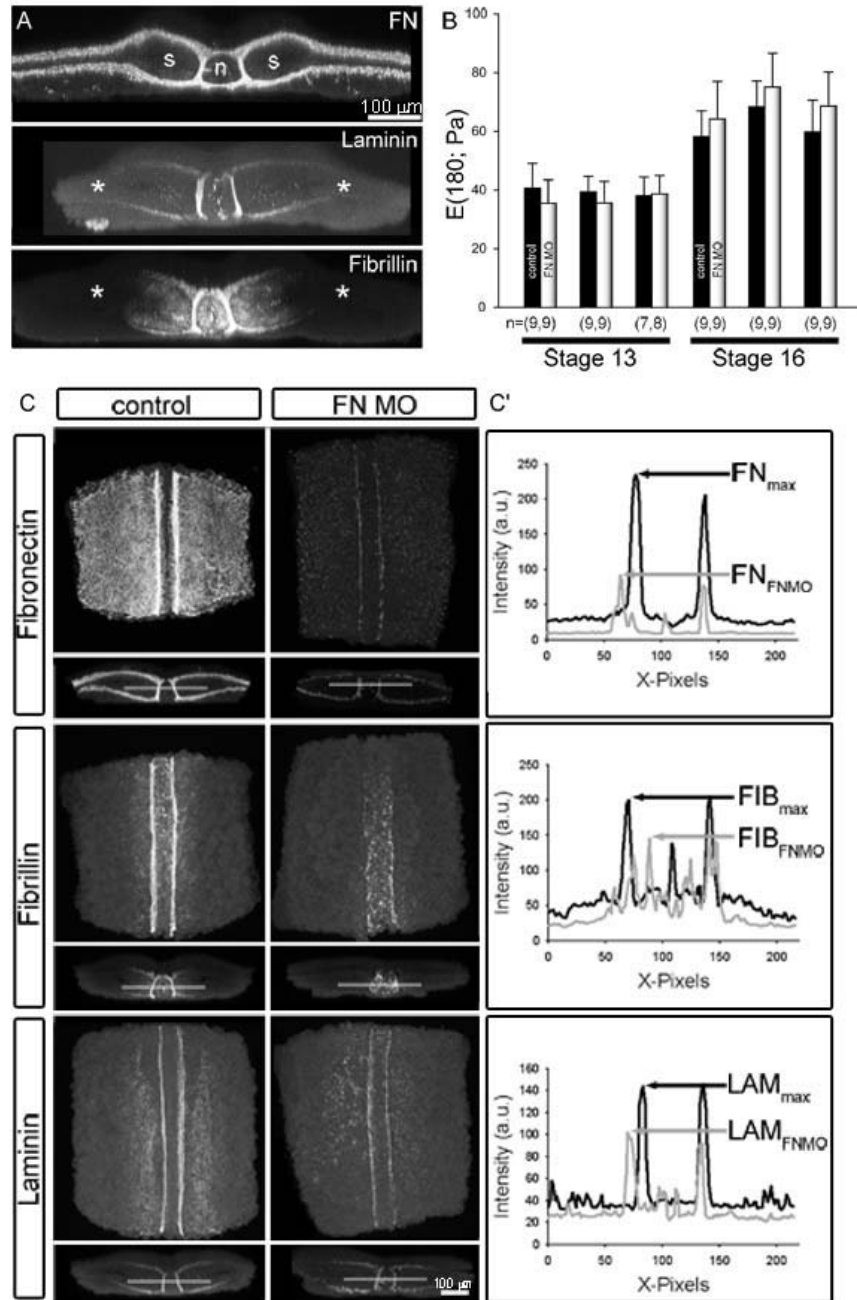 A
FN
s
n
s
100 µm
Laminin
*
*
Fibrillin
*
*
B
E(180; Pa)
100
80
60
40
20
0
control
FN MO
control
FN MO
n=(9,9) (9,9) (7,8) (9,9) (9,9) (9,9)
Stage 13 Stage 16
C control FN MO C'
Fibronectin
Intensity (a.u.)
250
200
150
100
50
0
FNmax
FNFNMO
0 50 100 150 200
X-Pixels
Fibrillin
Intensity (a.u.)
250
200
150
100
50
0
FIBmax
FIBFNMO
0 50 100 150 200
X-Pixels
Laminin
100 µm
Intensity (a.u.)
160
140
120
100
80
60
40
20
0
LAMmax
LAMFNMO
0 50 100 150 200
X-Pixels